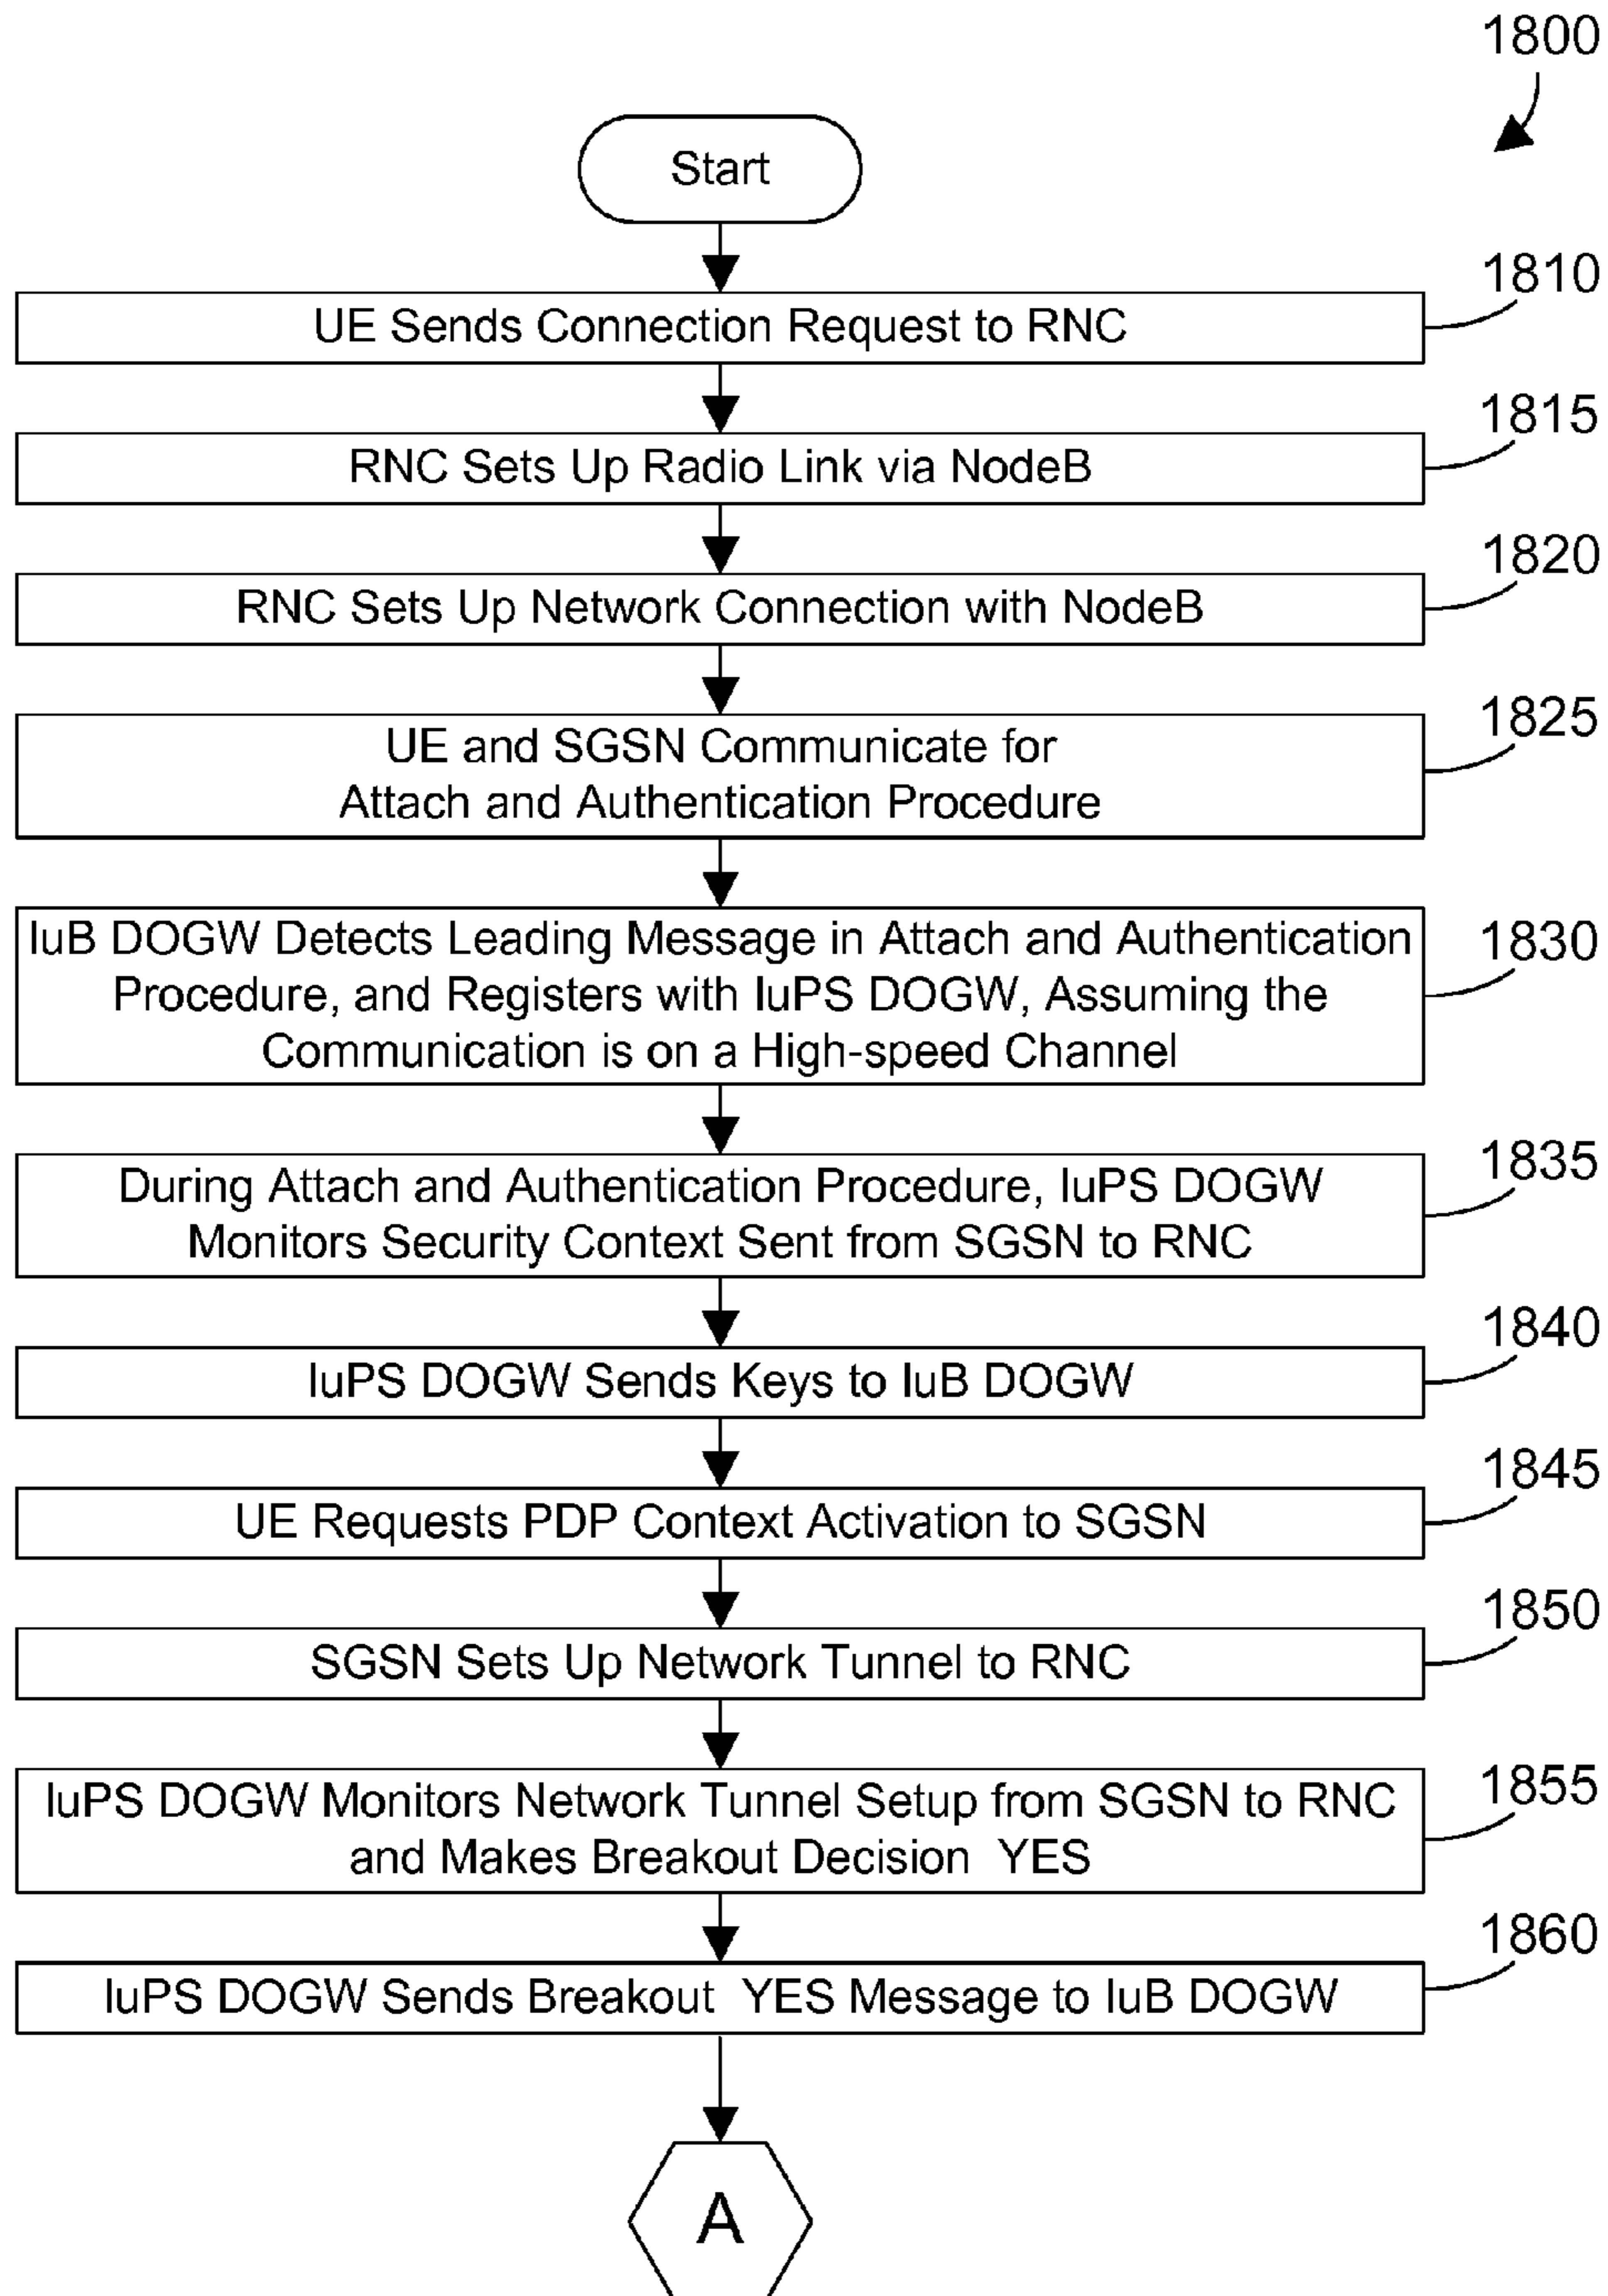 1800
Start
1810
UE Sends Connection Request to RNC
1815
RNC Sets Up Radio Link via NodeB
1820
RNC Sets Up Network Connection with NodeB
1825
UE and SGSN Communicate for
Attach and Authentication Procedure
1830
IuB DOGW Detects Leading Message in Attach and Authentication
Procedure, and Registers with IuPS DOGW, Assuming the
Communication is on a High-speed Channel
1835
During Attach and Authentication Procedure, IuPS DOGW
Monitors Security Context Sent from SGSN to RNC
1840
IuPS DOGW Sends Keys to IuB DOGW
1845
UE Requests PDP Context Activation to SGSN
1850
SGSN Sets Up Network Tunnel to RNC
1855
IuPS DOGW Monitors Network Tunnel Setup from SGSN to RNC
and Makes Breakout Decision YES
1860
IuPS DOGW Sends Breakout YES Message to IuB DOGW
A